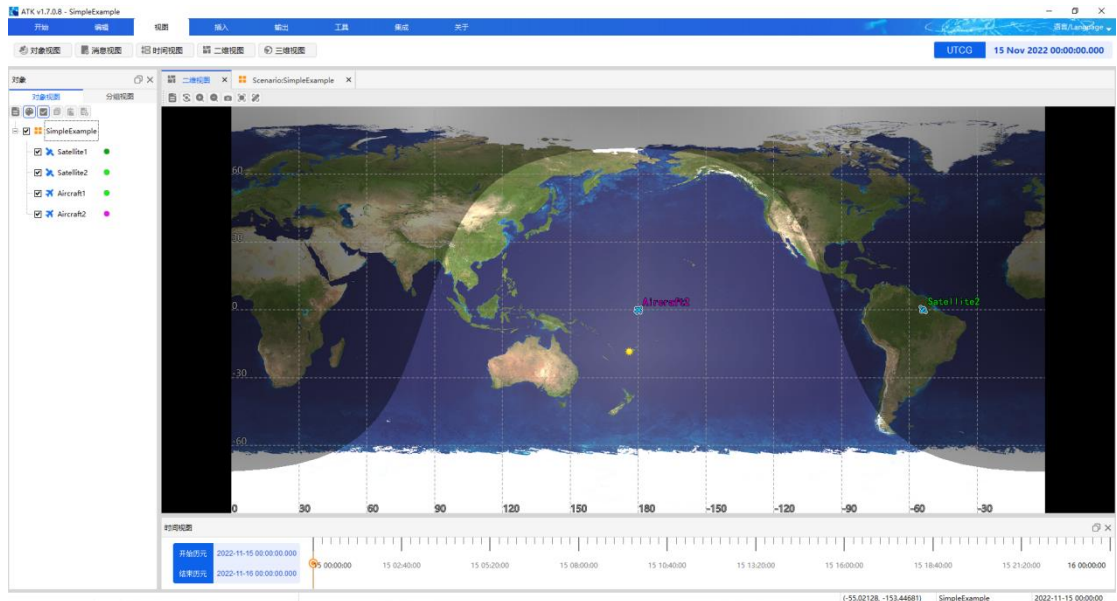 ATK v1.7.0.8 - SimpleExample
开始 编辑 视图 插入 输出 工具 集成 关于 语言/Language
对象视图 消息视图 时间视图 二维视图 三维视图 UTCG 15 Nov 2022 00:00:00.000
对象 二维视图 Scenario:SimpleExample
对象视图 分组视图
SimpleExample
Satellite1
Satellite2
Aircraft1
Aircraft2
60
30
0
-30
-60
Aircraft2
Satellite2
0 30 60 90 120 150 180 -150 -120 -90 -60 -30
时间视图
开始历元 2022-11-15 00:00:00.000
结束历元 2022-11-16 00:00:00.000
15 00:00:00 15 02:40:00 15 05:20:00 15 08:00:00 15 10:40:00 15 13:20:00 15 16:00:00 15 18:40:00 15 21:20:00 16 00:00:00
(-55.02128, -153.44681) SimpleExample 2022-11-15 00:00:00